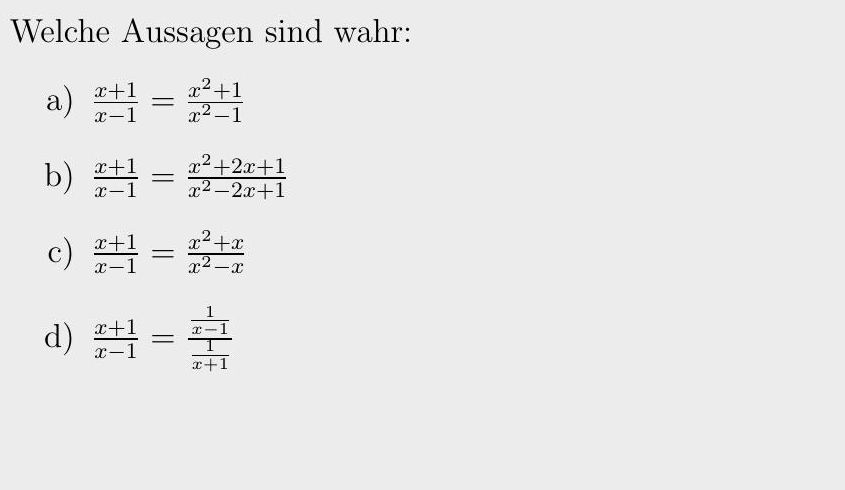 Welche Aussagen sind wahr:
a) \frac{x+1}{x-1} = \frac{x^2+1}{x^2-1}
b) \frac{x+1}{x-1} = \frac{x^2+2x+1}{x^2-2x+1}
c) \frac{x+1}{x-1} = \frac{x^2+x}{x^2-x}
d) \frac{x+1}{x-1} = \frac{\frac{1}{x-1}}{\frac{1}{x+1}}